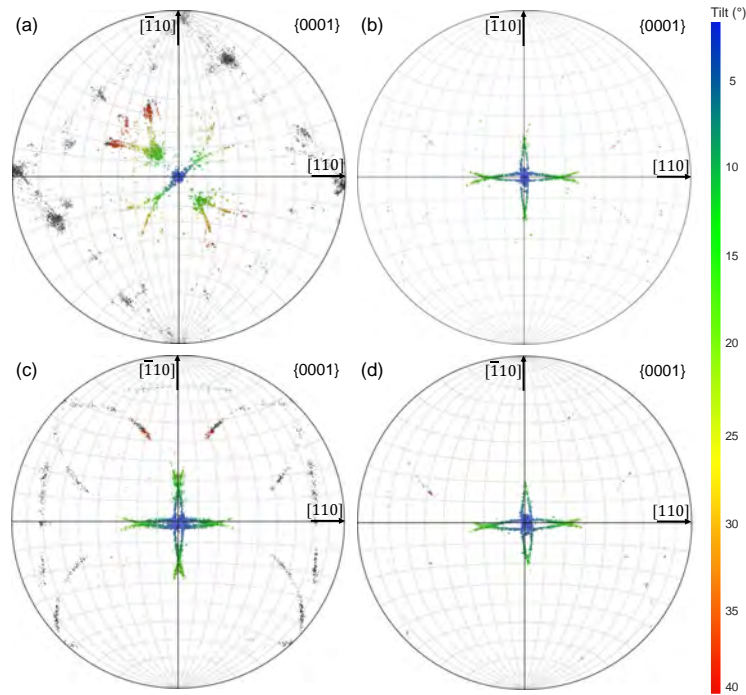 (a) [1̅10] {0001}
[110]
(b) [1̅10] {0001}
[110]
Tilt (°)
5
10
15
20
25
30
35
40
(c) [1̅10] {0001}
[110]
(d) [1̅10] {0001}
[110]